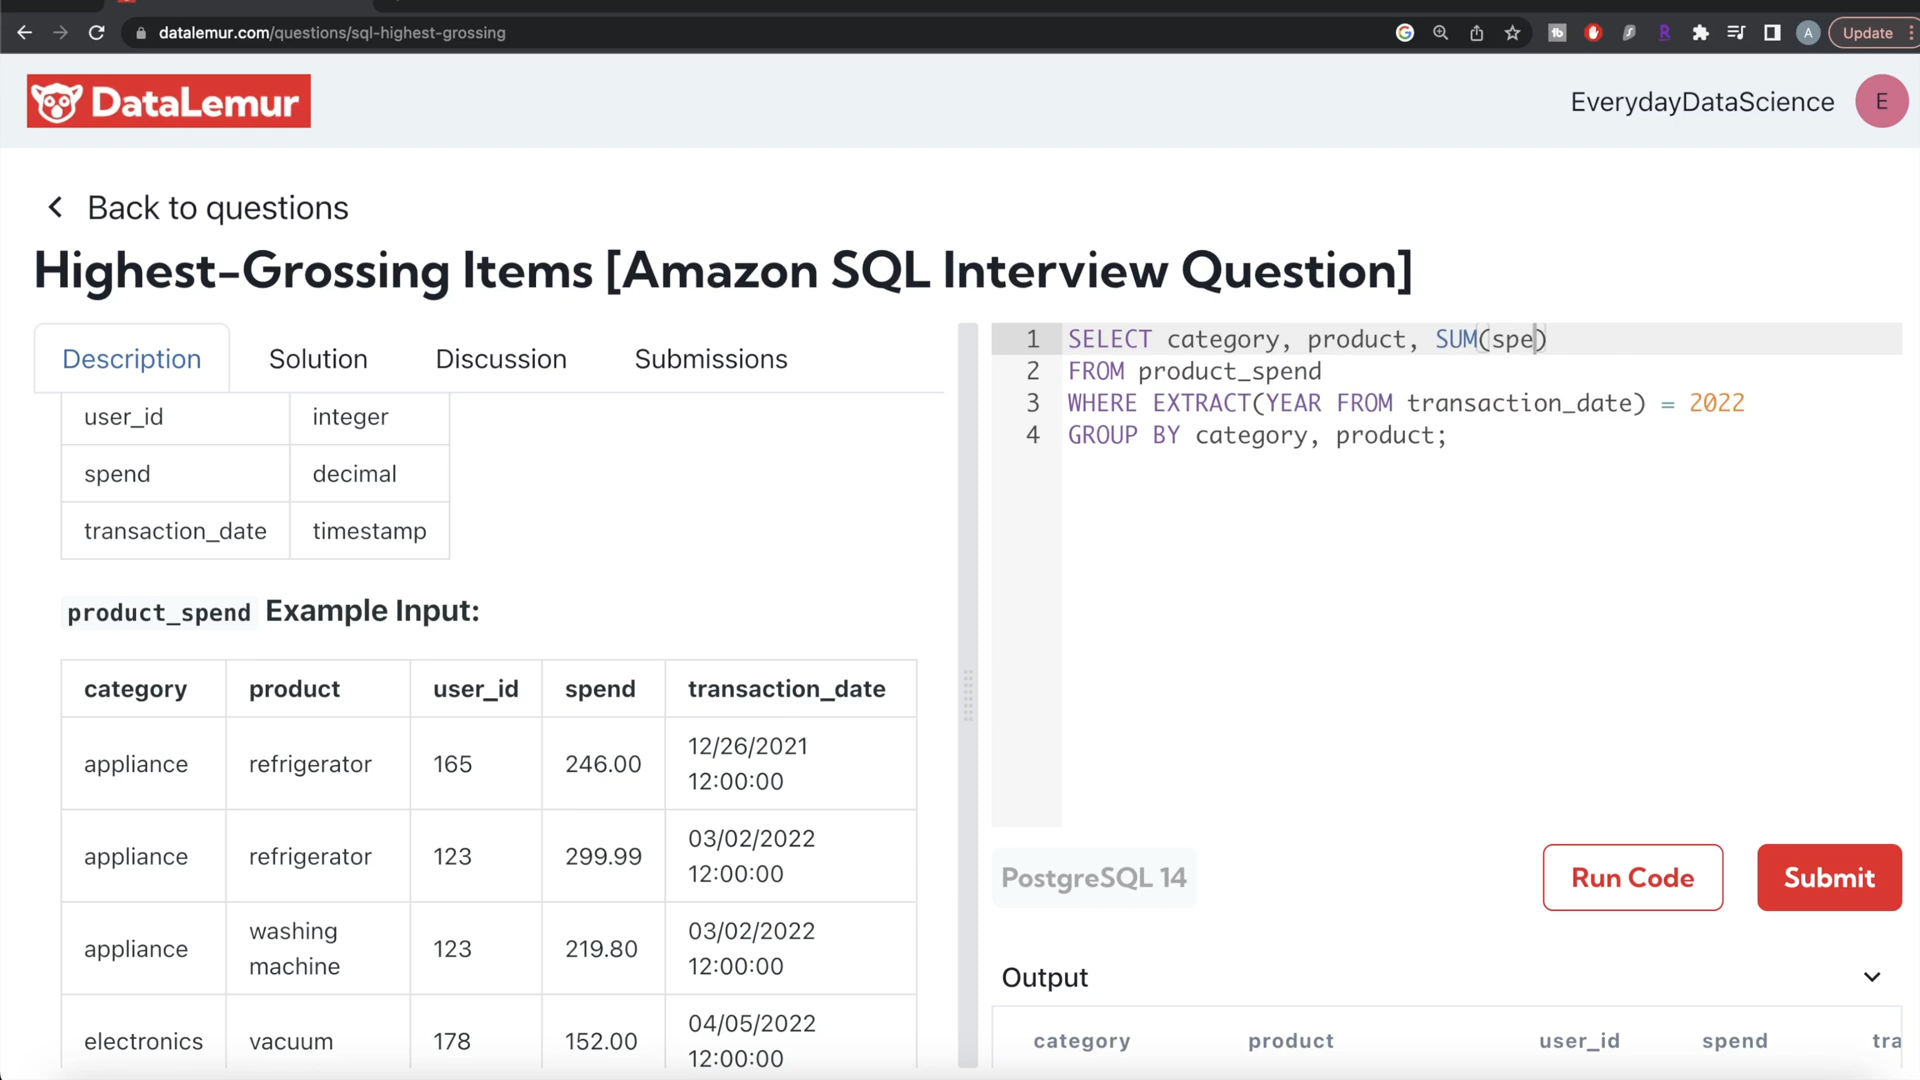 datalemur.com/questions/sql-highest-grossing
Update
DataLemur
EverydayDataScience
E
A
Back to questions
Highest-Grossing Items [Amazon SQL Interview Question]
Description Solution Discussion Submissions
user_id integer
spend decimal
transaction_date timestamp
product_spend Example Input:
category product user_id spend transaction_date
appliance refrigerator 165 246.00 12/26/2021 12:00:00
appliance refrigerator 123 299.99 03/02/2022 12:00:00
appliance washing machine 123 219.80 03/02/2022 12:00:00
electronics vacuum 178 152.00 04/05/2022 12:00:00
1 SELECT category, product, SUM(spe)
2 FROM product_spend
3 WHERE EXTRACT(YEAR FROM transaction_date) = 2022
4 GROUP BY category, product;
PostgreSQL 14
Run Code
Submit
Output
category product user_id spend tra